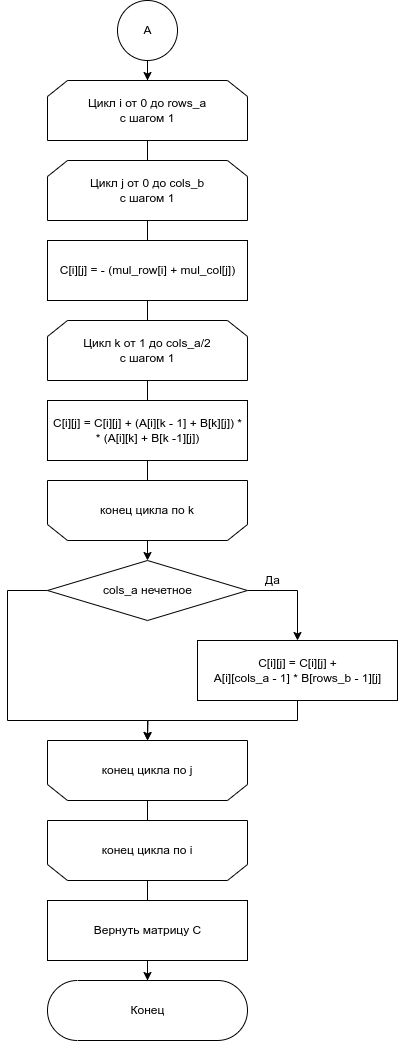 A
Цикл i от 0 до rows_a
с шагом 1
Цикл j от 0 до cols_b
с шагом 1
C[i][j] = - (mul_row[i] + mul_col[j])
Цикл k от 1 до cols_a/2
с шагом 1
C[i][j] = C[i][j] + (A[i][k - 1] + B[k][j]) *
* (A[i][k] + B[k -1][j])
конец цикла по k
cols_a нечетное
Да
C[i][j] = C[i][j] +
A[i][cols_a - 1] * B[rows_b - 1][j]
конец цикла по j
конец цикла по i
Вернуть матрицу C
Конец